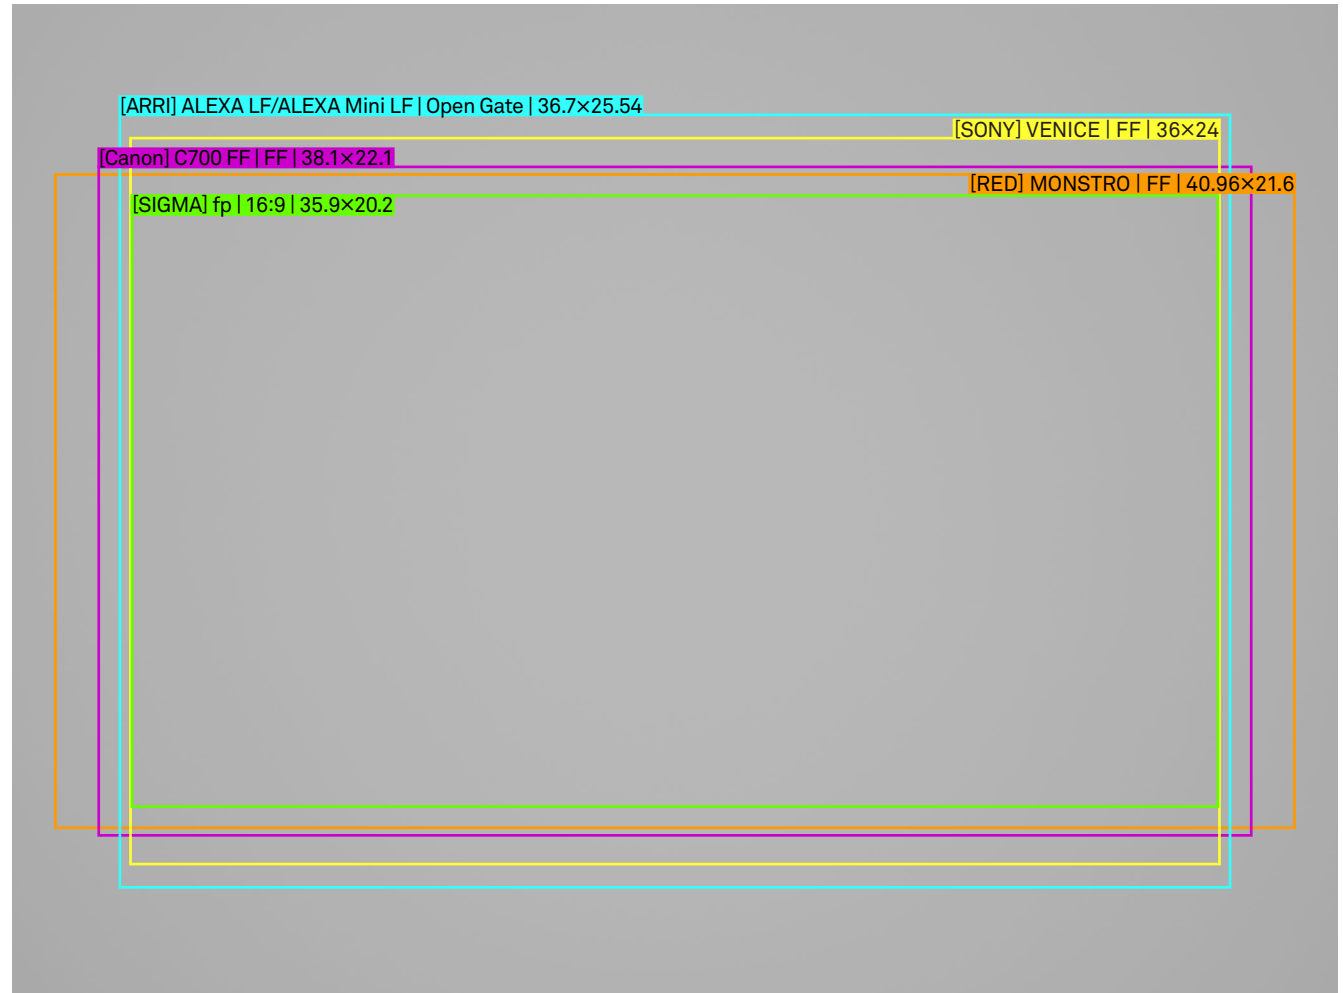 [ARRI] ALEXA LF/ALEXA Mini LF | Open Gate | 36.7×25.54
[SONY] VENICE | FF | 36×24
[Canon] C700 FF | FF | 38.1×22.1
[RED] MONSTRO | FF | 40.96×21.6
[SIGMA] fp | 16:9 | 35.9×20.2